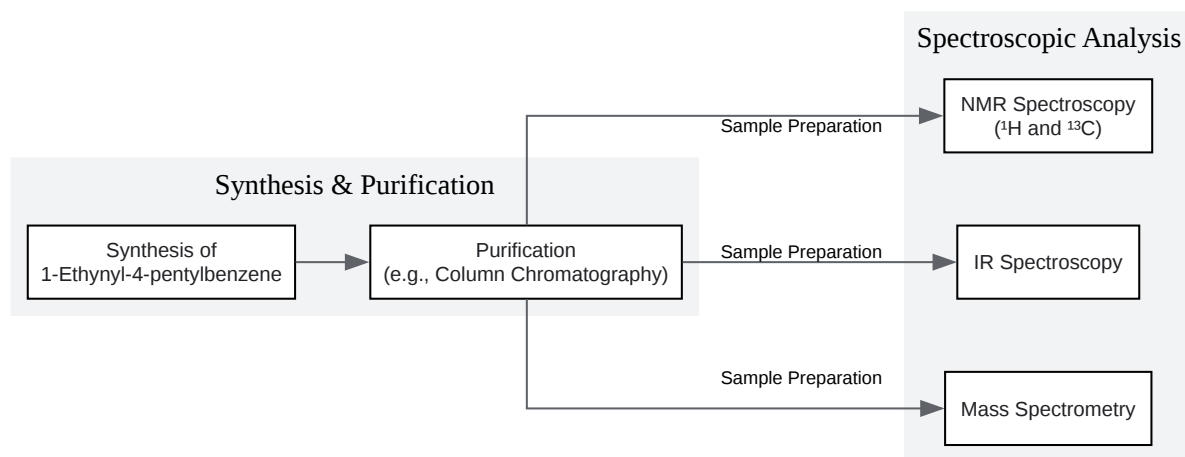 Spectroscopic Analysis
NMR Spectroscopy
(¹H and ¹³C)
Sample Preparation
Synthesis & Purification
Synthesis of
1-Ethynyl-4-pentylbenzene
Purification
(e.g., Column Chromatography)
Sample Preparation
IR Spectroscopy
Sample Preparation
Mass Spectrometry